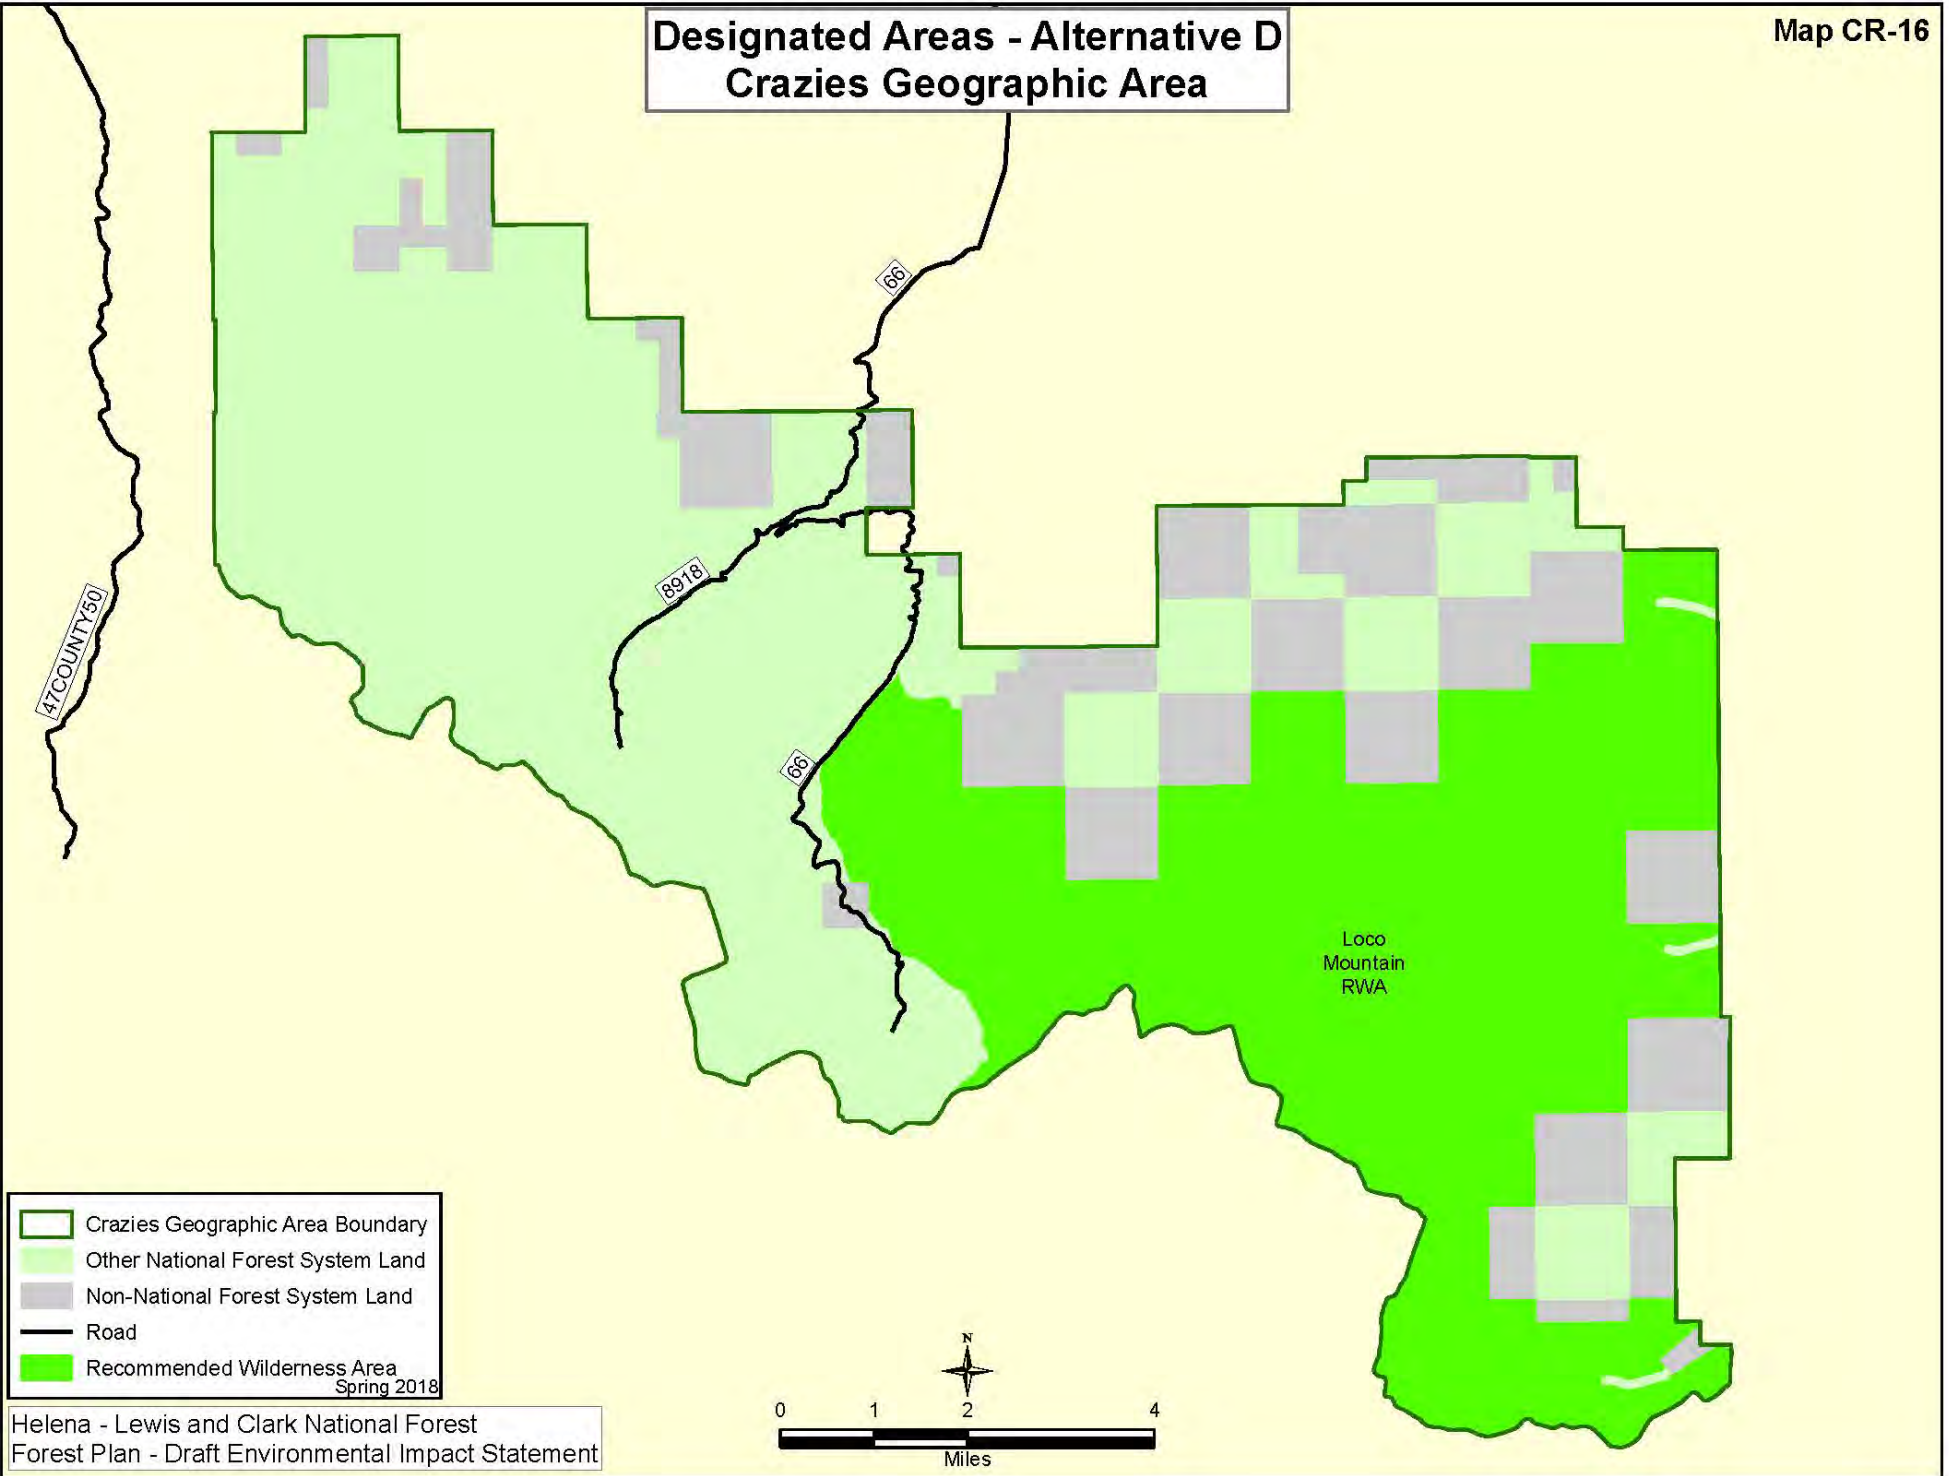 Designated Areas - Alternative D
Crazies Geographic Area
Map CR-16
66
8918
47COUNTY50
66
Loco
Mountain
RWA
Crazies Geographic Area Boundary
Other National Forest System Land
Non-National Forest System Land
Road
Recommended Wilderness Area
Spring 2018
Helena - Lewis and Clark National Forest
Forest Plan - Draft Environmental Impact Statement
N
0 1 2 4
Miles